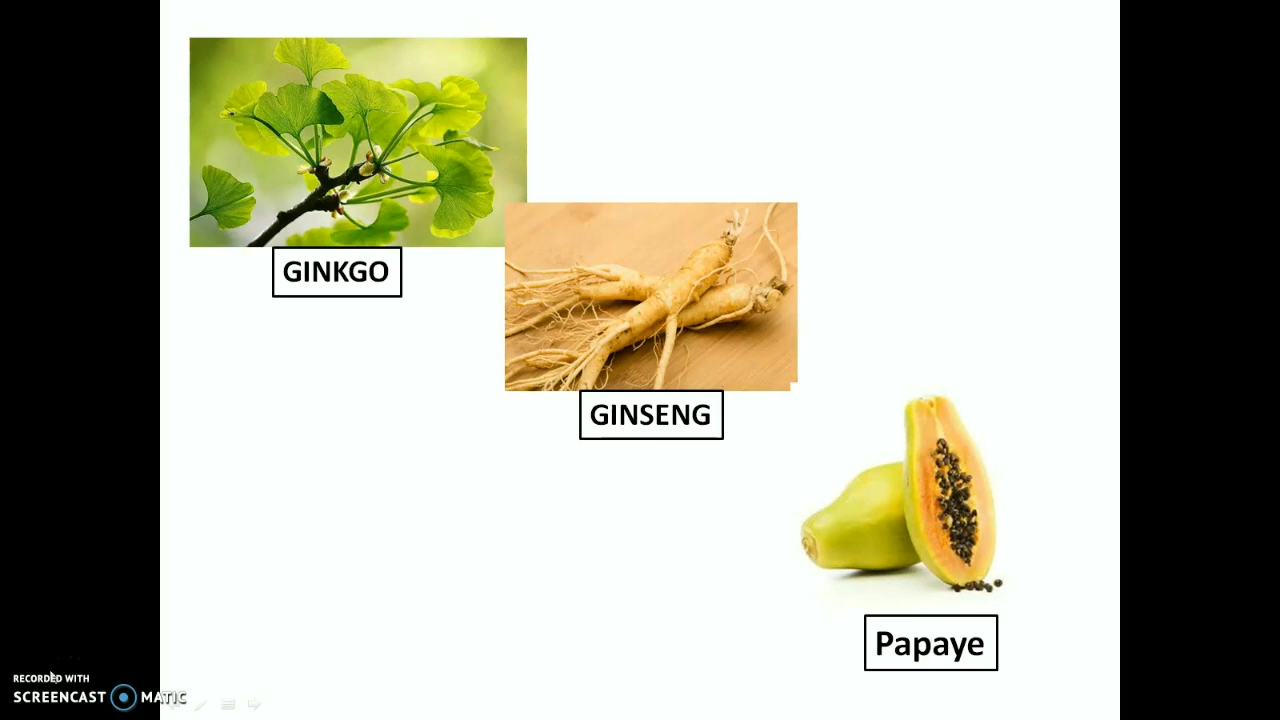 GINKGO
GINSENG
Papaye
RECORDED WITH
SCREENCAST MATIC